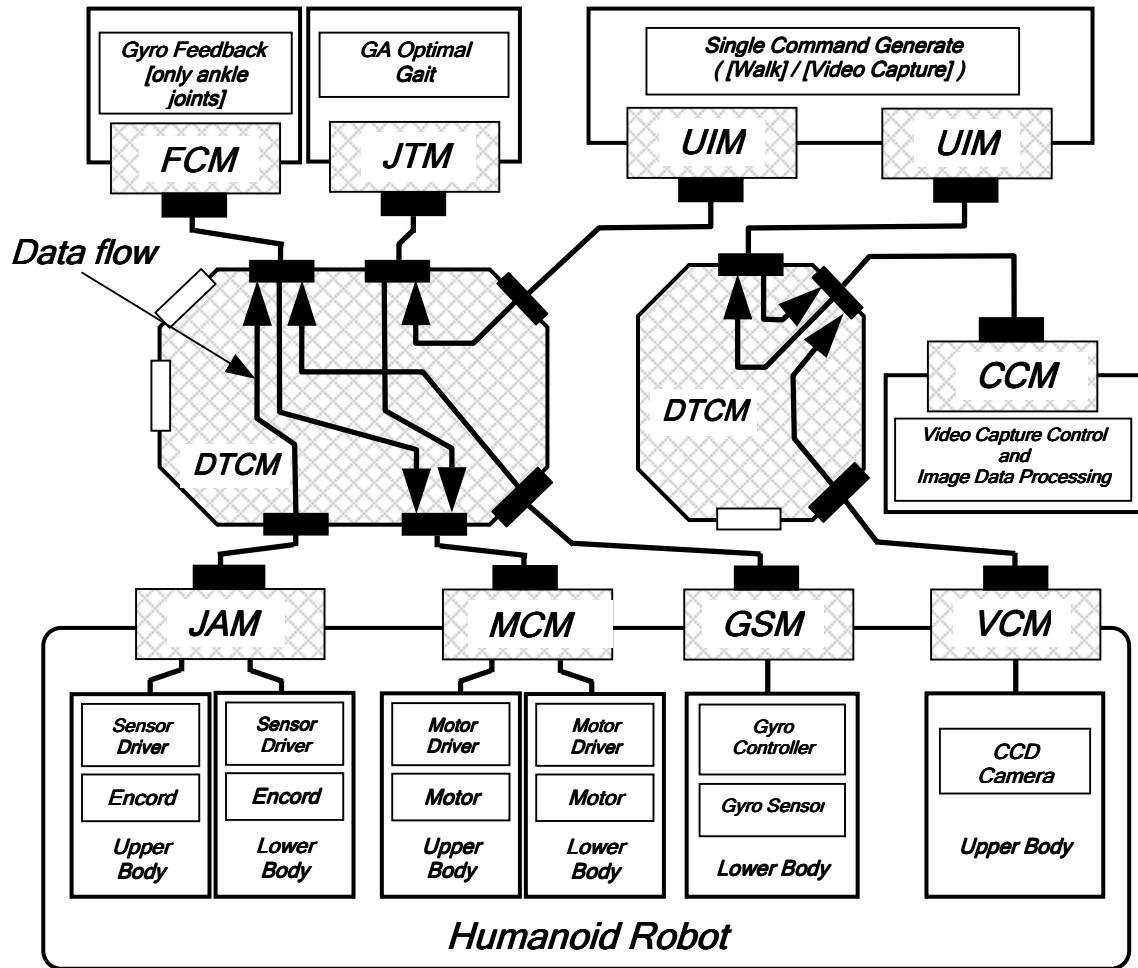 Gyro Feedback
[only ankle
joints]
GA Optimal
Gait
Single Command Generate
( [Walk] / [Video Capture] )
FCM
JTM
UIM
UIM
Data flow
DTCM
DTCM
CCM
Video Capture Control
and
Image Data Processing
JAM
MCM
GSM
VCM
Sensor
Driver
Encord
Upper
Body
Sensor
Driver
Encord
Lower
Body
Motor
Driver
Motor
Upper
Body
Motor
Driver
Motor
Lower
Body
Gyro
Controller
Gyro Sensor
Lower Body
CCD
Camera
Upper Body
Humanoid Robot